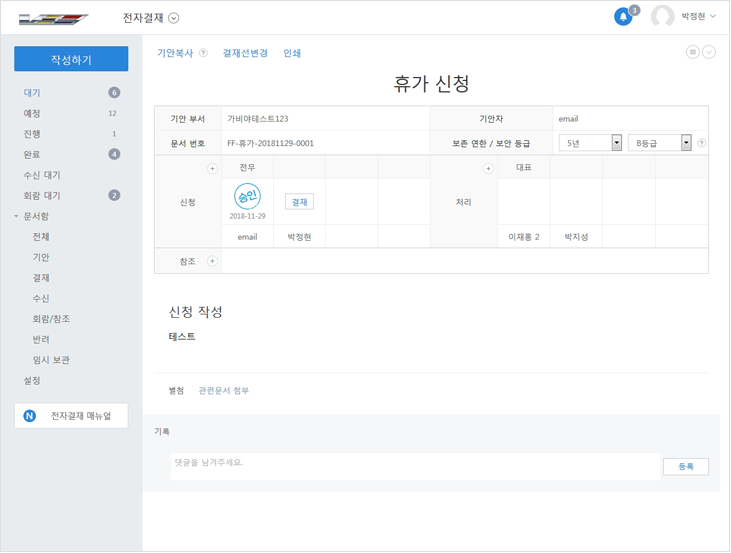 전자결재
3
박정현
작성하기
대기 6
예정 12
진행 1
완료 4
수신 대기
회람 대기 2
문서함
전체
기안
결재
수신
회람/참조
반려
임시 보관
설정
N 전자결재 매뉴얼
기안복사 ? 결재선변경 인쇄
휴가 신청
기안 부서 가비아테스트123 기안자 email
문서 번호 FF-휴가-20181129-0001 보존 연한 / 보안 등급 5년 B등급 ?
신청 + 전무 처리 + 대표
승인 결재
2018-11-29
email 박정현 이재홍 2 박지성
참조 +
신청 작성
테스트
별첨 관련문서 첨부
기록
댓글을 남겨주세요.
등록